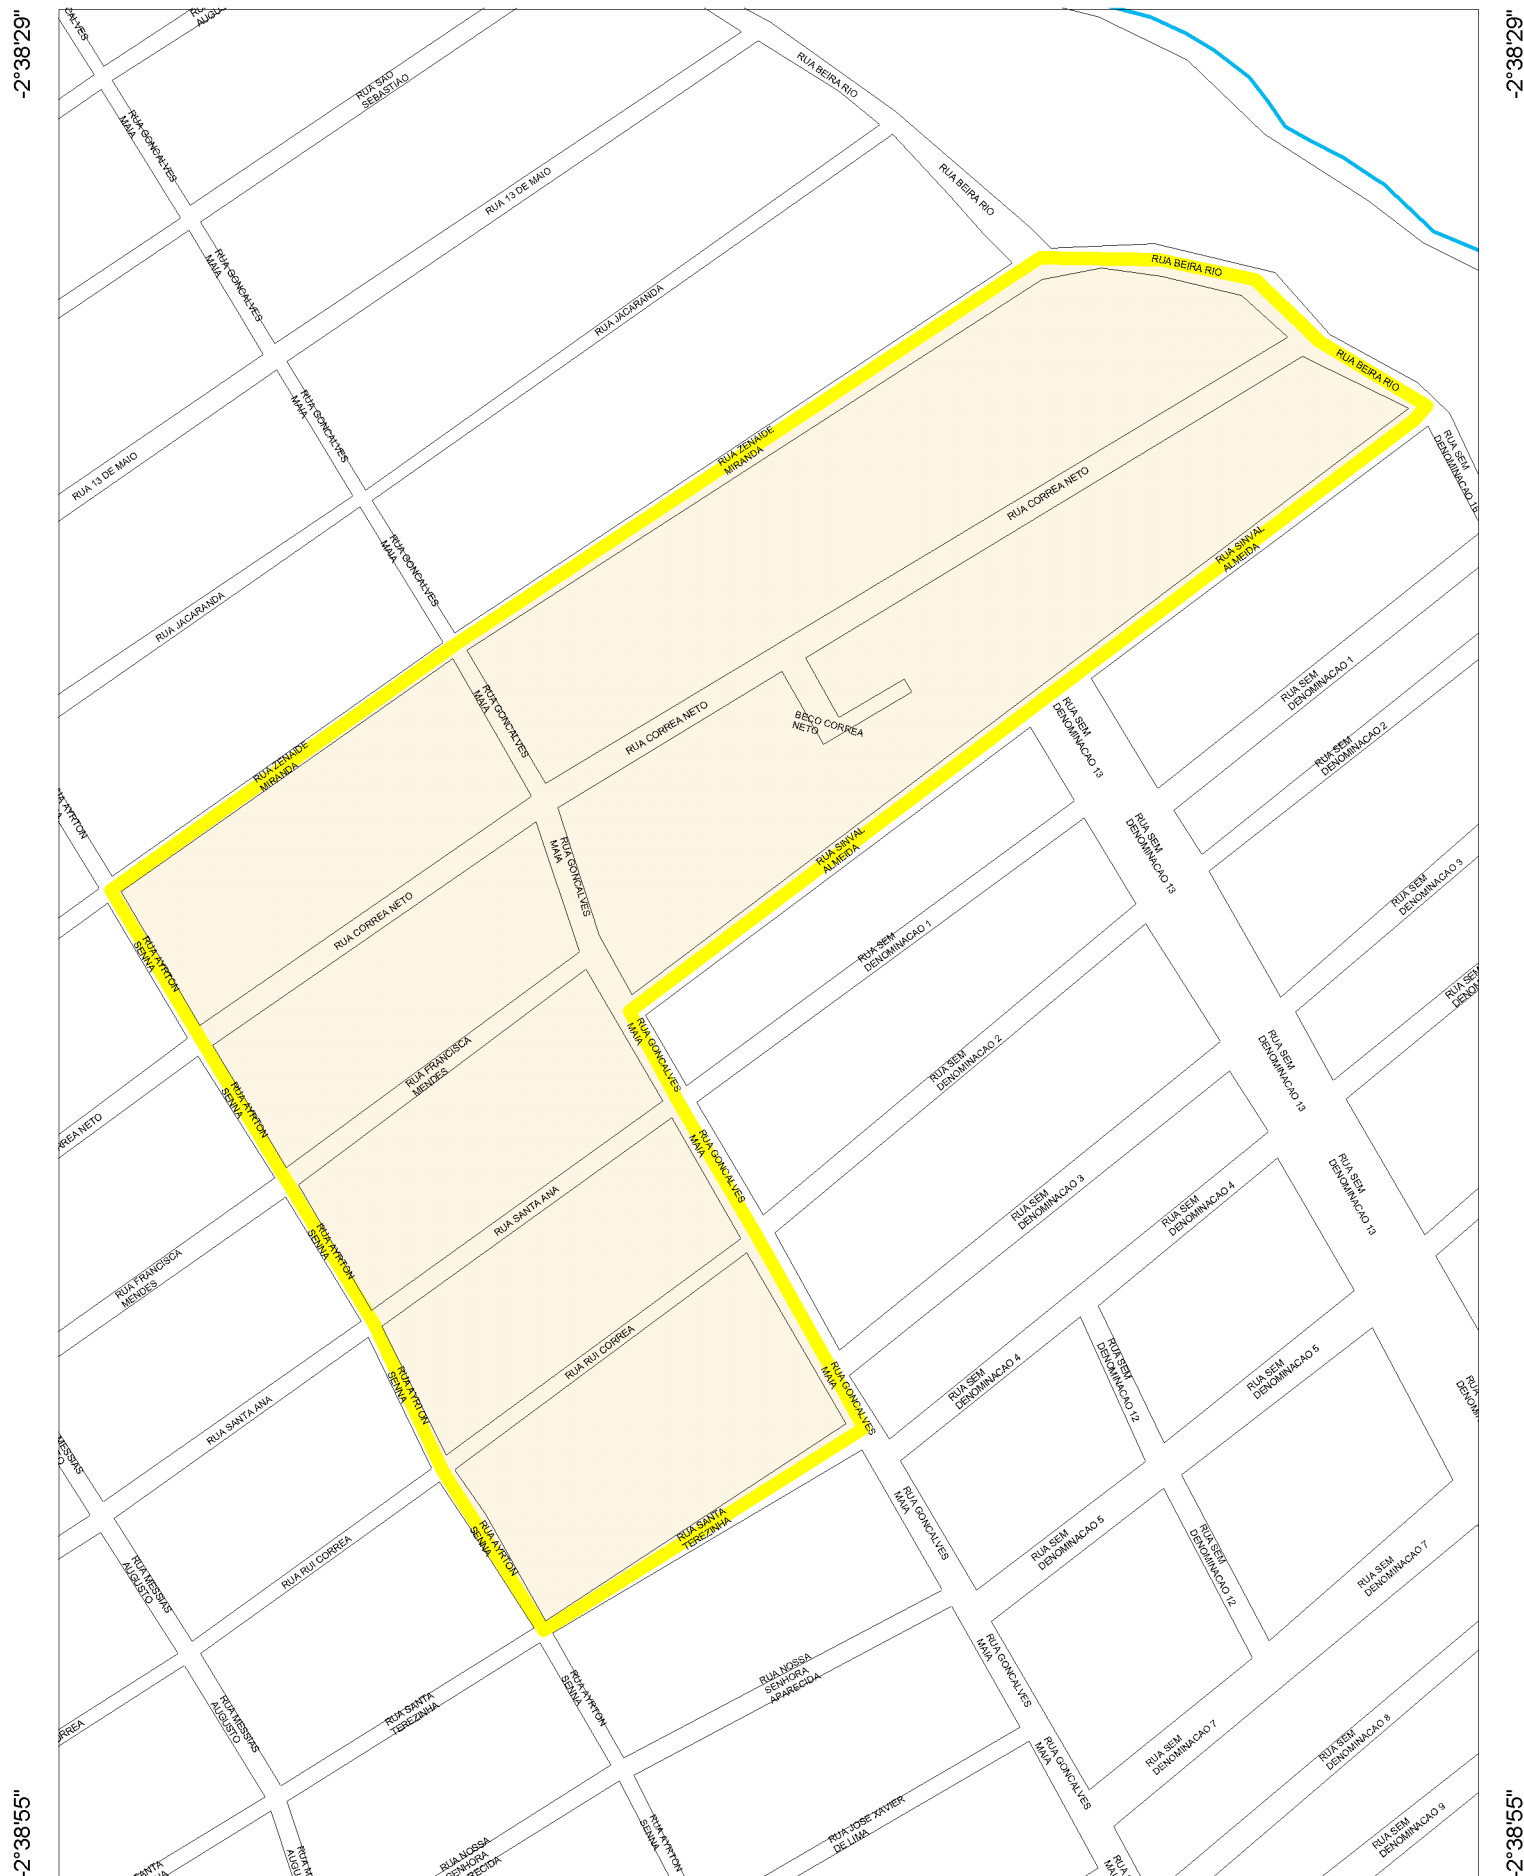 -2°38'29"
-2°38'29"
RUA BEIRA RIO
RUA SAO
SEBASTIAO
RUA GONCALVES
MAIA
RUA 13 DE MAIO
RUA BEIRA RIO
RUA GONCALVES
MAIA
RUA BEIRA RIO
RUA JACARANDA
RUA BEIRA RIO
RUA GONCALVES
MAIA
RUA ZENAIDE
MIRANDA
RUA SEM
DENOMINACAO 16
RUA 13 DE MAIO
RUA CORREA NETO
RUA GONCALVES
MAIA
RUA SINVAL
ALMEIDA
RUA JACARANDA
RUA SEM
DENOMINACAO 1
RUA GONCALVES
MAIA
RUA CORREA NETO
BECO CORREA
NETO
RUA SEM
DENOMINACAO 13
RUA SEM
DENOMINACAO 2
RUA ZENAIDE
MIRANDA
RUA SINVAL
ALMEIDA
RUA SEM
DENOMINACAO 13
RUA GONCALVES
MAIA
RUA SEM
DENOMINACAO 3
RUA CORREA NETO
RUA SEM
DENOMINACAO 1
RUA AYRTON
SENNA
RUA GONCALVES
MAIA
RUA FRANCISCA
MENDES
RUA SEM
DENOMINACAO 2
RUA SEM
DENOMINACAO 13
RUA AYRTON
SENNA
RUA GONCALVES
MAIA
RUA SEM
DENOMINACAO 13
RUA SANTA ANA
RUA SEM
DENOMINACAO 3
RUA SEM
DENOMINACAO 4
RUA AYRTON
SENNA
RUA FRANCISCA
MENDES
RUA RUI CORREA
RUA SEM
DENOMINACAO 4
RUA SEM
DENOMINACAO 12
RUA SEM
DENOMINACAO 5
RUA GONCALVES
MAIA
RUA AYRTON
SENNA
RUA SANTA ANA
RUA SANTA
TEREZINHA
RUA GONCALVES
MAIA
RUA SEM
DENOMINACAO 5
RUA SEM
DENOMINACAO 12
RUA SEM
DENOMINACAO 7
RUA AYRTON
SENNA
RUA RUI CORREA
RUA MESSIAS
AUGUSTO
RUA NOSSA
SENHORA
APARECIDA
RUA GONCALVES
MAIA
RUA AYRTON
SENNA
RUA SANTA
TEREZINHA
RUA MESSIAS
AUGUSTO
RUA SEM
DENOMINACAO 7
RUA SEM
DENOMINACAO 8
RUA GONCALVES
MAIA
RUA JOSE XAVIER
DE LIMA
RUA SEM
DENOMINACAO 9
RUA AYRTON
SENNA
RUA NOSSA
-2°38'55"
-2°38'55"